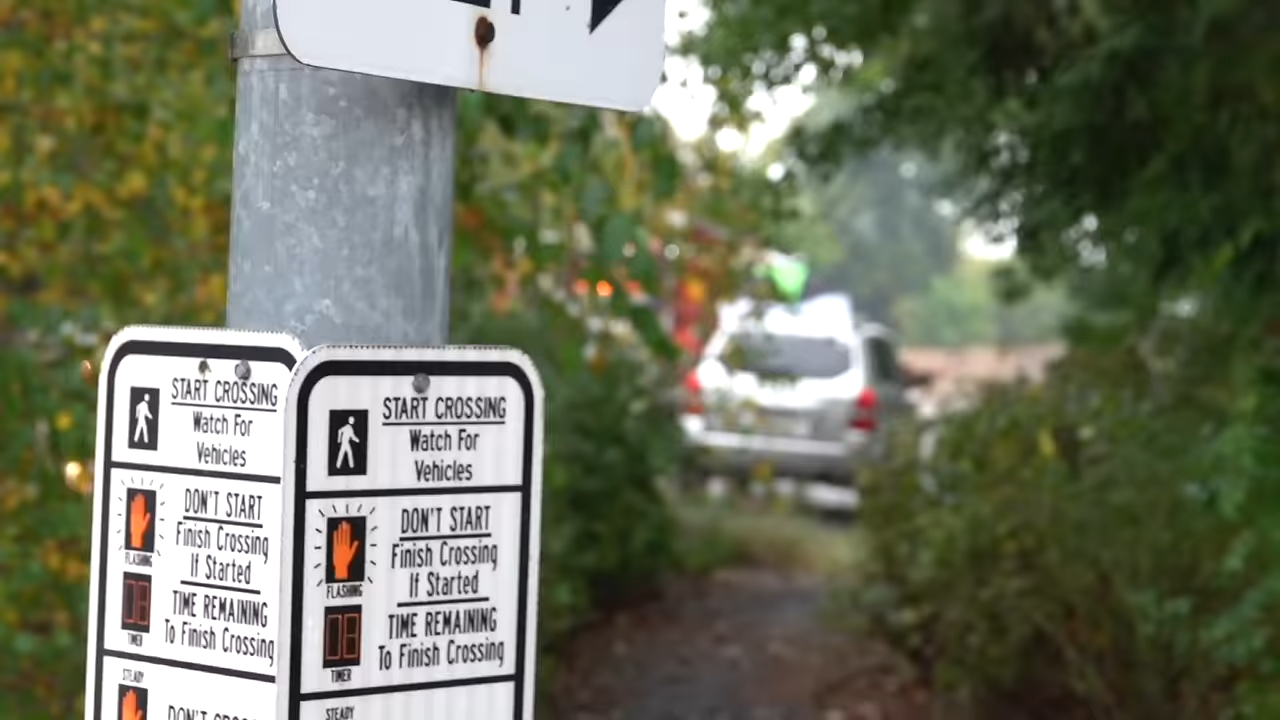 START CROSSING
Watch For
Vehicles
DON'T START
Finish Crossing
If Started
FLASHING
TIME REMAINING
To Finish Crossing
TIMER
STEADY
START CROSSING
Watch For
Vehicles
DON'T START
Finish Crossing
If Started
FLASHING
TIME REMAINING
To Finish Crossing
TIMER
STEADY